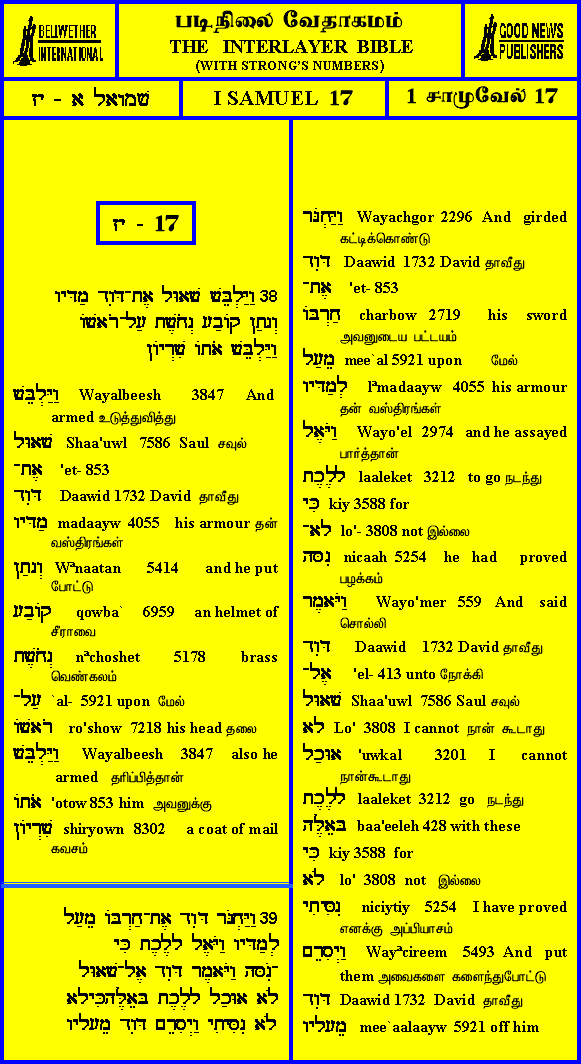 BELLWETHER
INTERNATIONAL
படிநிலை வேதாகமம்
THE INTERLAYER BIBLE
(WITH STRONG'S NUMBERS)
GOOD NEWS
PUBLISHERS
שמואל א - יז
I SAMUEL 17
1 சாமுவேல் 17
יז - 17
38 וַיַּלְבֵּשׁ שָׁאוּל אֶת־דָּוִד מַדָּיו
וְנָתַן קוֹבַע נְחֹשֶׁת עַל־רֹאשׁוֹ
וַיַּלְבֵּשׁ אֹתוֹ שִׁרְיוֹן
וַיַּלְבֵּשׁ Wayalbeesh 3847 And
armed உடுத்துவித்து
שָׁאוּל Shaa'uwl 7586 Saul சவுல்
אֶת־ 'et- 853
דָּוִד Daawid 1732 David தாவீது
מַדָּיו madaayw 4055 his armour தன்
வஸ்திரங்கள்
וְנָתַן Wªnaatan 5414 and he put
போட்டு
קוֹבַע qowba` 6959 an helmet of
சீராவை
נְחֹשֶׁת nªchoshet 5178 brass
வெண்கலம்
עַל־ `al- 5921 upon மேல்
רֹאשׁוֹ ro'show 7218 his head தலை
וַיַּלְבֵּשׁ Wayalbeesh 3847 also he
armed தரிப்பித்தான்
אֹתוֹ 'otow 853 him அவனுக்கு
שִׁרְיוֹן shiryown 8302 a coat of mail
கவசம்
39 וַיַּחְגֹּר דָּוִד אֶת־חַרְבּוֹ מֵעַל
לְמַדָּיו וַיֹּאֶל לָלֶכֶת כִּי
־נִסָּה וַיֹּאמֶר דָּוִד אֶל־שָׁאוּל
לֹא אוּכַל לָלֶכֶת בָּאֵלֶּהכִּילֹא
לֹא נִסִּיתִי וַיְסִרֵם דָּוִד מֵעָלָיו
וַיַּחְגֹּר Wayachgor 2296 And girded
கட்டிக்கொண்டு
דָּוִד Daawid 1732 David தாவீது
אֶת־ 'et- 853
חַרְבּוֹ charbow 2719 his sword
அவனுடைய பட்டயம்
מֵעַל mee`al 5921 upon மேல்
לְמַדָּיו lªmadaayw 4055 his armour
தன் வஸ்திரங்கள்
וַיֹּאֶל Wayo'el 2974 and he assayed
பார்த்தான்
לָלֶכֶת laaleket 3212 to go நடந்து
כִּי kiy 3588 for
לֹא־ lo'- 3808 not இல்லை
נִסָּה nicaah 5254 he had proved
பழக்கம்
וַיֹּאמֶר Wayo'mer 559 And said
சொல்லி
דָּוִד Daawid 1732 David தாவீது
אֶל־ 'el- 413 unto நோக்கி
שָׁאוּל Shaa'uwl 7586 Saul சவுல்
לֹא Lo' 3808 I cannot நான் கூடாது
אוּכַל 'uwkal 3201 I cannot
நான்கூடாது
לָלֶכֶת laaleket 3212 go நடந்து
בָּאֵלֶּה baa'eeleh 428 with these
כִּי kiy 3588 for
לֹא lo' 3808 not இல்லை
נִסִּיתִי niciytiy 5254 I have proved
எனக்கு அப்பியாசம்
וַיְסִרֵם Wayªcireem 5493 And put
them அவைகளை களைந்துபோட்டு
דָּוִד Daawid 1732 David தாவீது
מֵעָלָיו mee`aalaayw 5921 off him